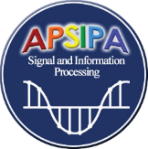 APSIPA
Signal and Information
Processing